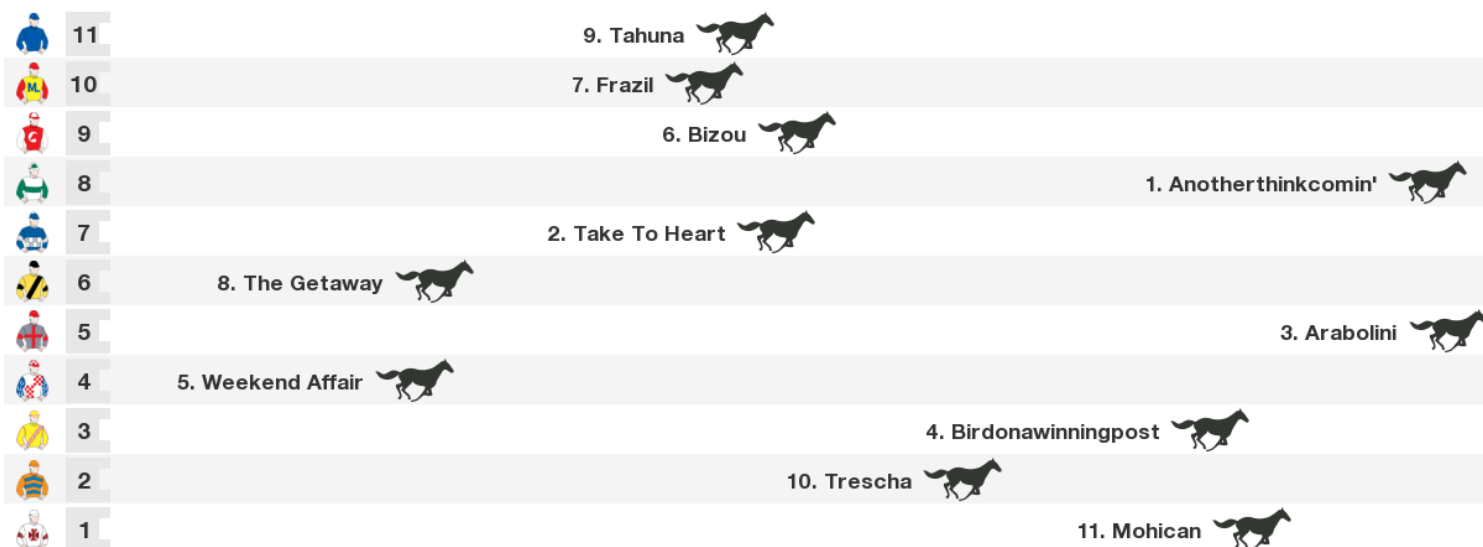 11 9. Tahuna
ML 10 7. Frazil
9 6. Bizou
8 1. Anotherthinkcomin'
7 2. Take To Heart
6 8. The Getaway
5 3. Arabolini
4 5. Weekend Affair
3 4. Birdonawinningpost
2 10. Trescha
1 11. Mohican